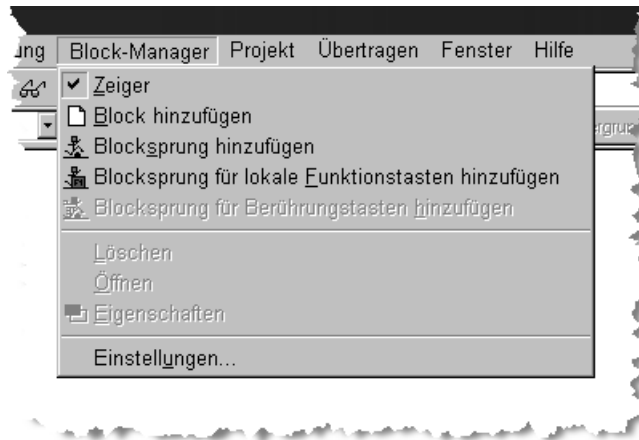 Block-Manager Projekt Übertragen Fenster Hilfe
Zeiger
Block hinzufügen
Blocksprung hinzufügen
Blocksprung für lokale Funktionstasten hinzufügen
Blocksprung für Berührungstasten hinzufügen
Löschen
Öffnen
Eigenschaften
Einstellungen...